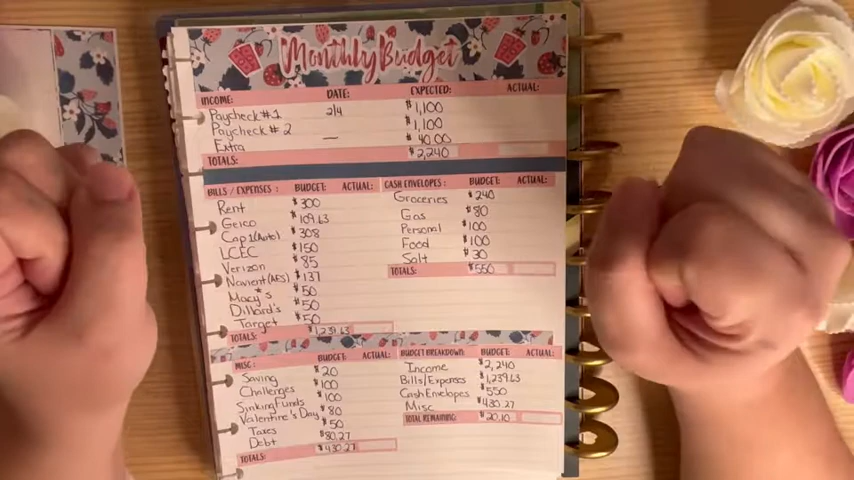 Monthly Budget
INCOME: DATE: EXPECTED: ACTUAL:
Paycheck #1 2/4 $1,100
Paycheck #2 — $1,100
Extra $40.00
TOTALS: $2,240
BILLS / EXPENSES: BUDGET: ACTUAL:
Rent $300
Geico $109.63
Cap 1 (Auto) $308
LCEC $150
Verizon $85
Navient (AES) $137
Macy's $50
Dillard's $50
Target $50
TOTALS: $1,239.63
CASH ENVELOPES: BUDGET: ACTUAL:
Groceries $240
Gas $80
Personal $100
Food $100
Salt $30
TOTALS: $550
MISC: BUDGET: ACTUAL:
Saving $20
Challenges $100
Sinking Funds $100
Valentine's Day $80
Taxes $50
Debt $80.27
TOTALS: $430.27
BUDGET BREAKDOWN: BUDGET: ACTUAL:
Income $2,240
Bills/Expenses $1,239.63
Cash Envelopes $550
Misc $430.27
TOTAL REMAINING: $20.10